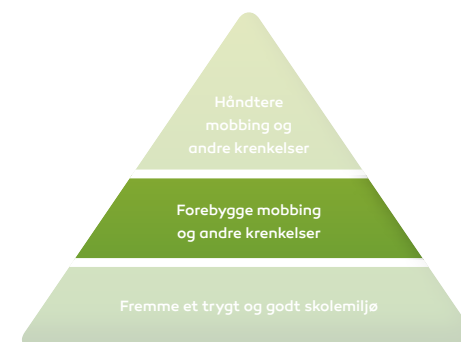 Håndtere
mobbing og
andre krenkelser
Forebygge mobbing
og andre krenkelser
Fremme et trygt og godt skolemiljø